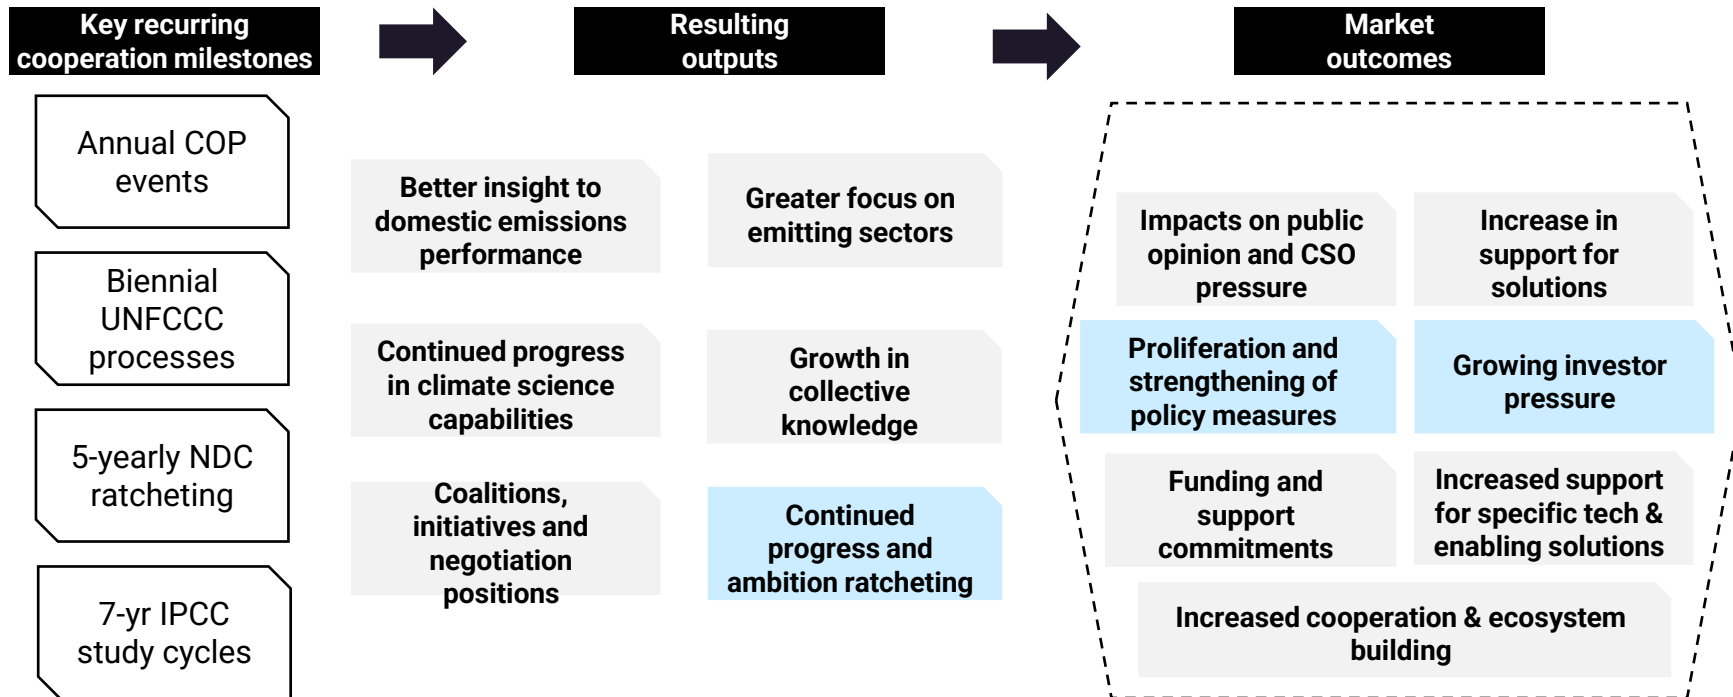 Key recurring
cooperation milestones
Resulting
outputs
Market
outcomes
Annual COP
events
Biennial
UNFCCC
processes
5-yearly NDC
ratcheting
7-yr IPCC
study cycles
Better insight to
domestic emissions
performance
Greater focus on
emitting sectors
Continued progress
in climate science
capabilities
Growth in
collective
knowledge
Coalitions,
initiatives and
negotiation
positions
Continued
progress and
ambition ratcheting
Impacts on public
opinion and CSO
pressure
Increase in
support for
solutions
Proliferation and
strengthening of
policy measures
Growing investor
pressure
Funding and
support
commitments
Increased support
for specific tech &
enabling solutions
Increased cooperation & ecosystem
building